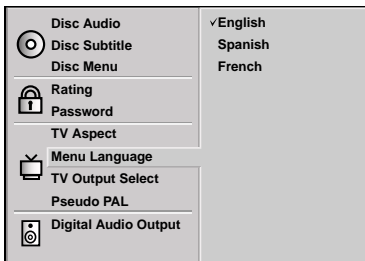 Disc Audio
Disc Subtitle
Disc Menu
Rating
Password
TV Aspect
Menu Language
TV Output Select
Pseudo PAL
Digital Audio Output
✓English
Spanish
French